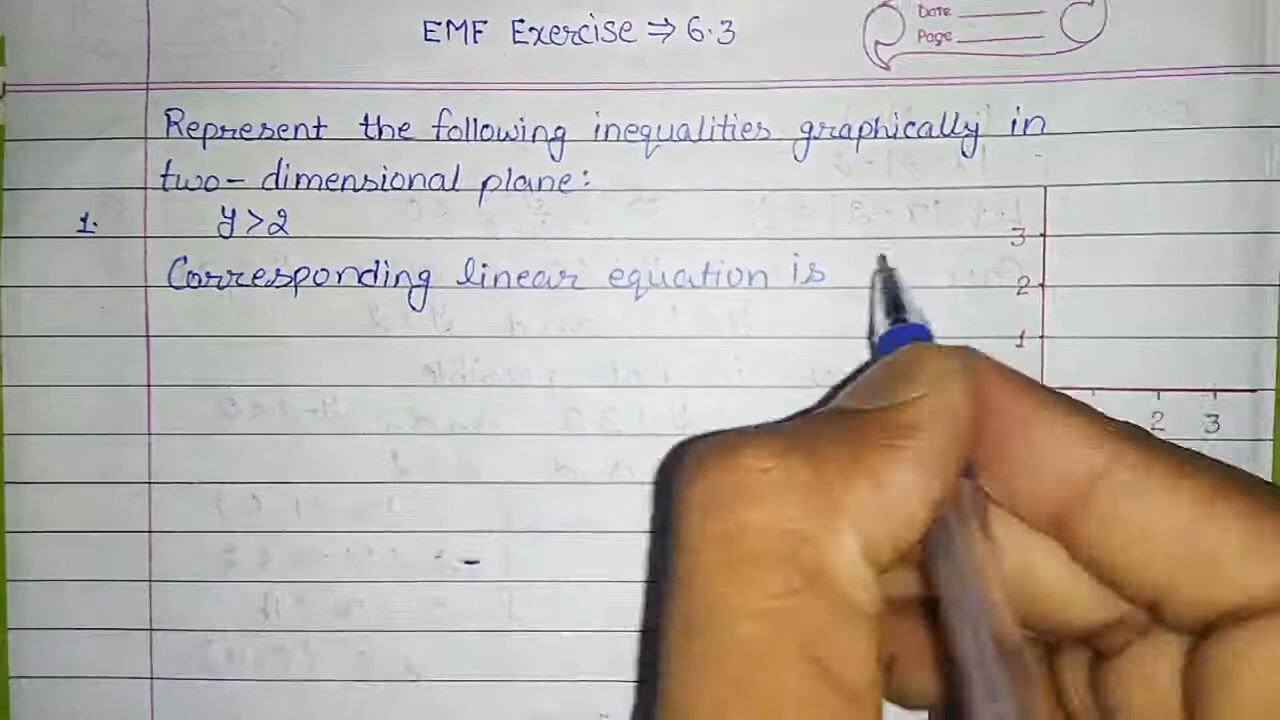 EMF Exercise ⇒ 6.3
Date
Page
Represent the following inequalities graphically in
two-dimensional plane:
1. y>2
Corresponding linear equation is
3
2
1
2 3